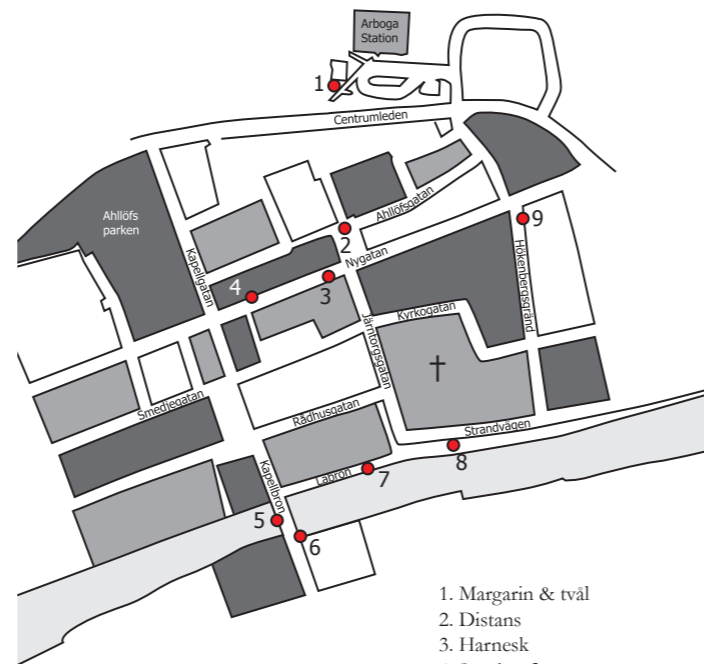 Arboga
Station
1
Centrumleden
Ahllöfs
parken
Kapellgatan
Ahllöfsgatan
2
9
Nygatan
4
3
Hökenbergsgränd
Kyrkogatan
Järntorgsgatan
Smedjegatan
Rådhusgatan
Strandvägen
8
Labron
7
Kapellbron
5
6
1. Margarin & tvål
2. Distans
3. Harnesk